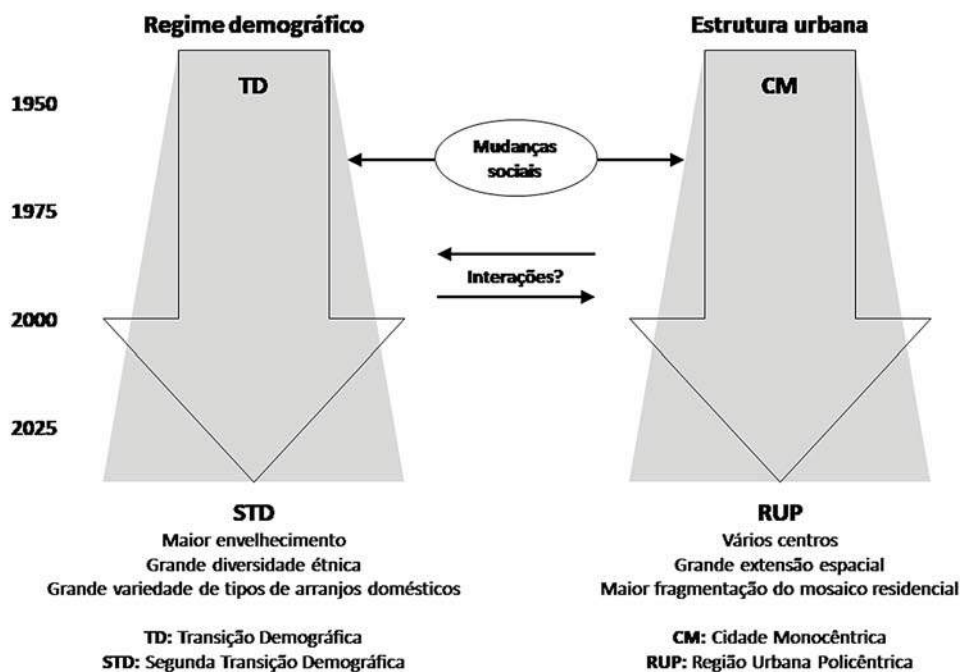 Regime demográfico
Estrutura urbana
TD
CM
1950
Mudanças
sociais
1975
Interações?
2000
2025
STD
Maior envelhecimento
Grande diversidade étnica
Grande variedade de tipos de arranjos domésticos
RUP
Vários centros
Grande extensão espacial
Maior fragmentação do mosaico residencial
TD: Transição Demográfica
STD: Segunda Transição Demográfica
CM: Cidade Monocêntrica
RUP: Região Urbana Policêntrica